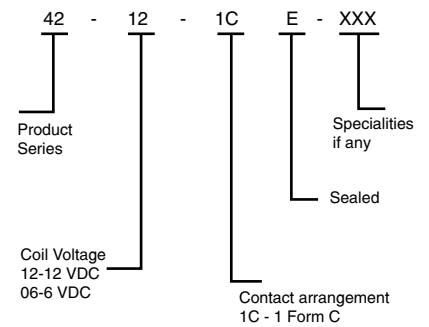 42 - 12 - 1C E - XXX
Product
Series
Specialities
if any
Sealed
Coil Voltage
12-12 VDC
06-6 VDC
Contact arrangement
1C - 1 Form C